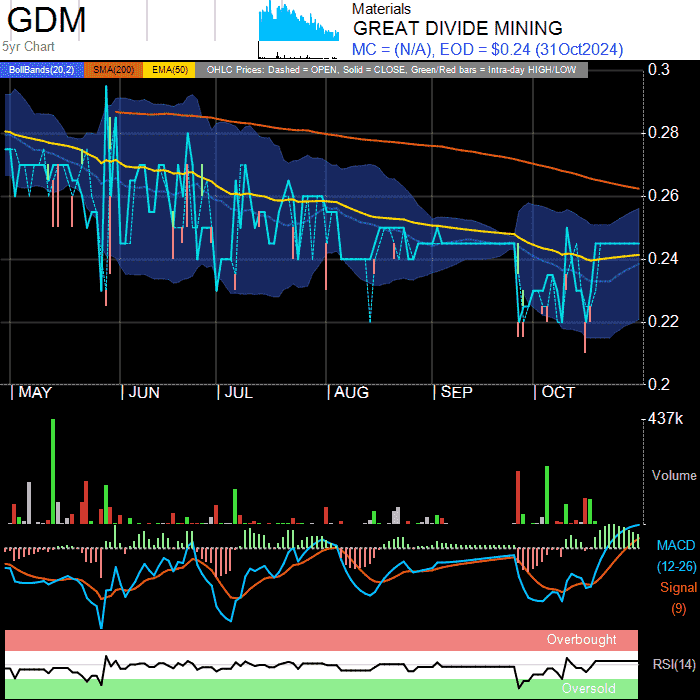 GDM
5yr Chart
Materials
GREAT DIVIDE MINING
MC = (N/A), EOD = $0.24 (31Oct2024)
BollBands(20,2) SMA(200) EMA(50) OHLC Prices: Dashed = OPEN, Solid = CLOSE, Green/Red bars = Intra-day HIGH/LOW
0.3
0.28
0.26
0.24
0.22
0.2
MAY JUN JUL AUG SEP OCT
437k
Volume
MACD
(12-26)
Signal
(9)
Overbought
RSI(14)
Oversold